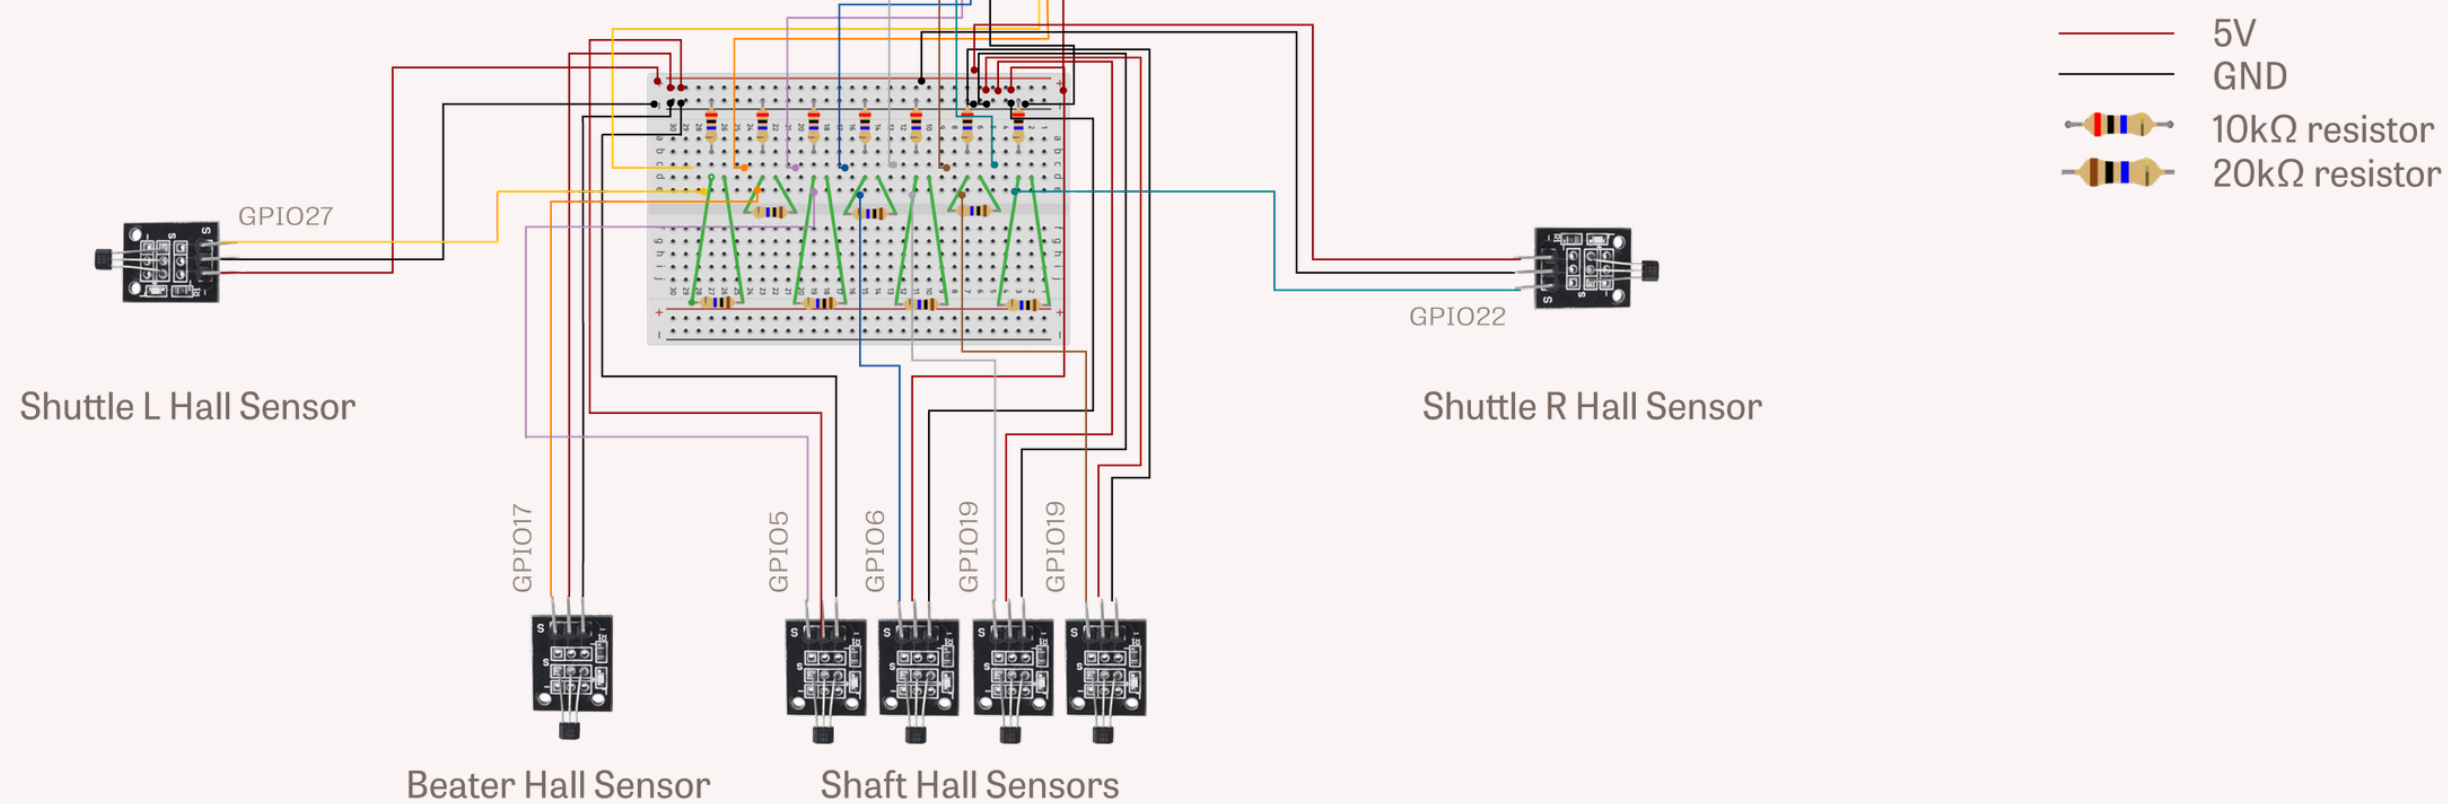 5V
GND
10kΩ resistor
20kΩ resistor
GPIO27
GPIO22
Shuttle L Hall Sensor
Shuttle R Hall Sensor
GPIO17
GPIO5
GPIO6
GPIO19
GPIO19
Beater Hall Sensor
Shaft Hall Sensors